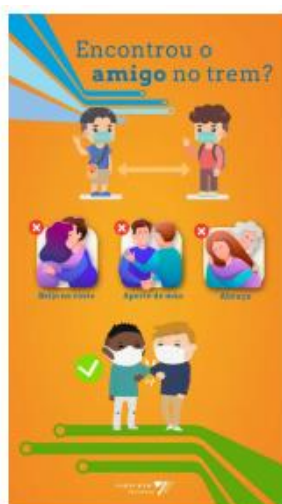 Encontrou o
amigo no trem?
Beijo no rosto
Aperto de mão
Abraço